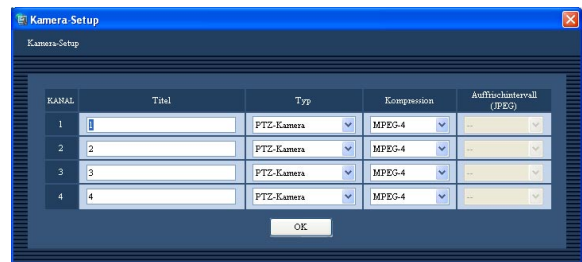 Kamera-Setup
Kamera-Setup
KANAL Titel Typ Kompression Auffrischintervall
(JPEG)
1 1 PTZ-Kamera MPEG-4 --
2 2 PTZ-Kamera MPEG-4 --
3 3 PTZ-Kamera MPEG-4 --
4 4 PTZ-Kamera MPEG-4 --
OK